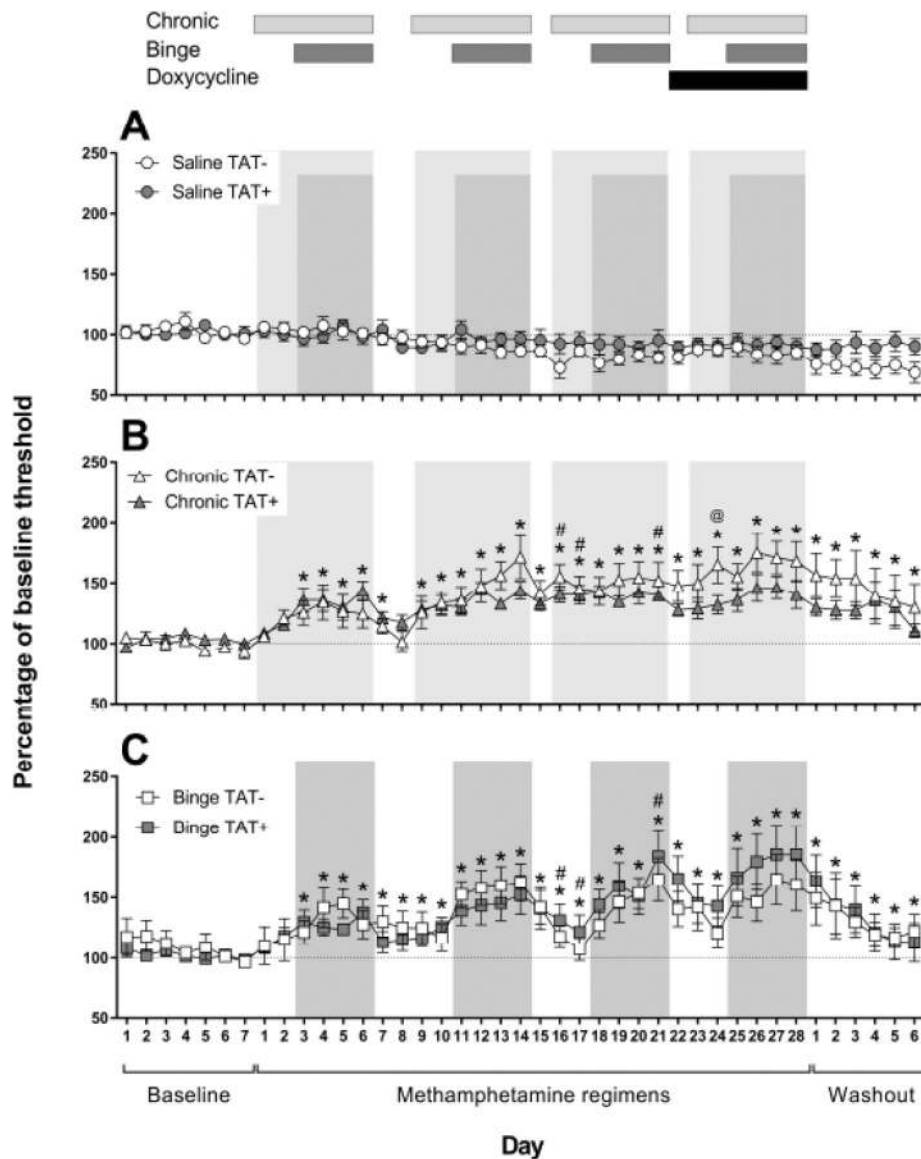 Chronic
Binge
Doxycycline
A
250
200
150
100
50
Saline TAT-
Saline TAT+
B
250
200
150
100
50
Chronic TAT-
Chronic TAT+
@
# # #
* * * * * * * * * * * * * * * * * * * * * * * * * * * * * *
C
250
200
150
100
50
Binge TAT-
Binge TAT+
# # #
* * * * * * * * * * * * * * * * * * * * * * * * * * * * * * * *
Percentage of baseline threshold
1 2 3 4 5 6 7 1 2 3 4 5 6 7 8 9 10 11 12 13 14 15 16 17 18 19 20 21 22 23 24 25 26 27 28 1 2 3 4 5 6
Baseline Methamphetamine regimens Washout
Day